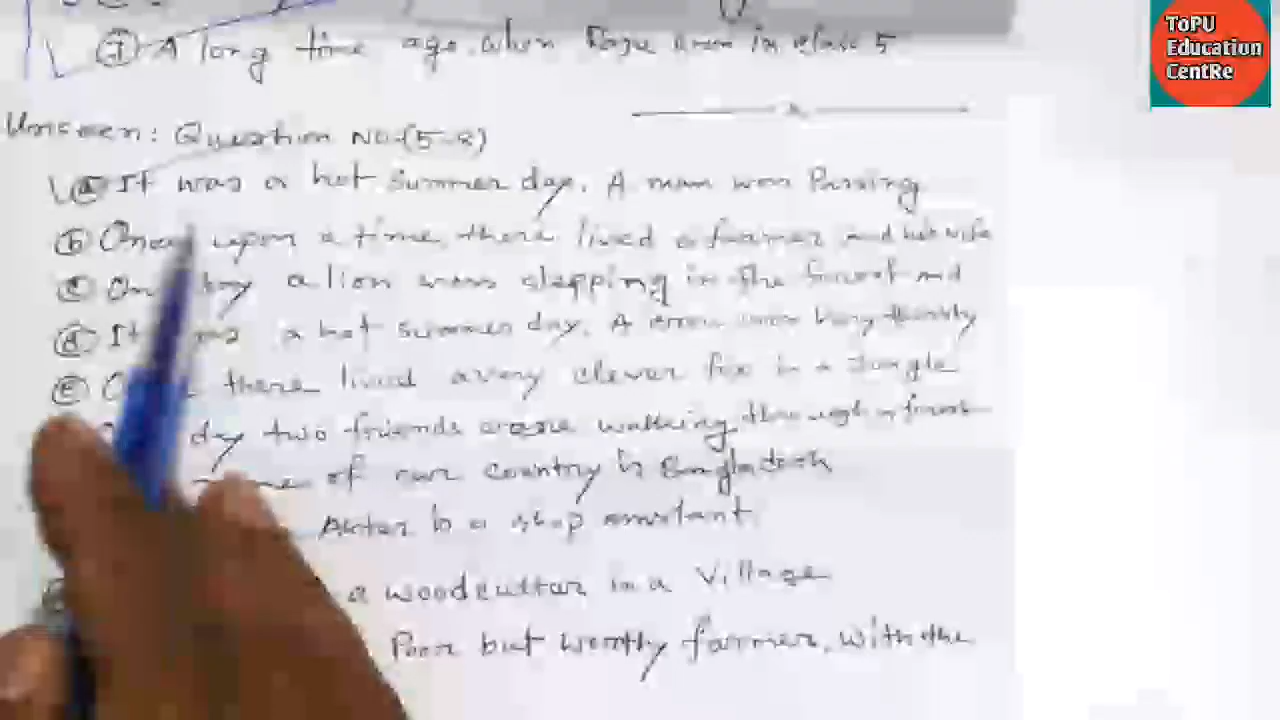 ToPU
Education
CentRe
A long time ago, when Raju was in class 5
Unseen: Question No-(5-8)
(a) It was a hot summer day. A man was Passing
(b) Once upon a time there lived a farmer and his wife
(c) One day a lion was sleeping in the forest and
(d) It was a hot summer day. A crow was very thirsty
(e) there lived a very clever fox in a Jungle
day two friends were walking through a forest
of our country is Bangladesh
Akter is a shop assistant.
a woodcutter in a Village
Poor but worthy farmer, with the